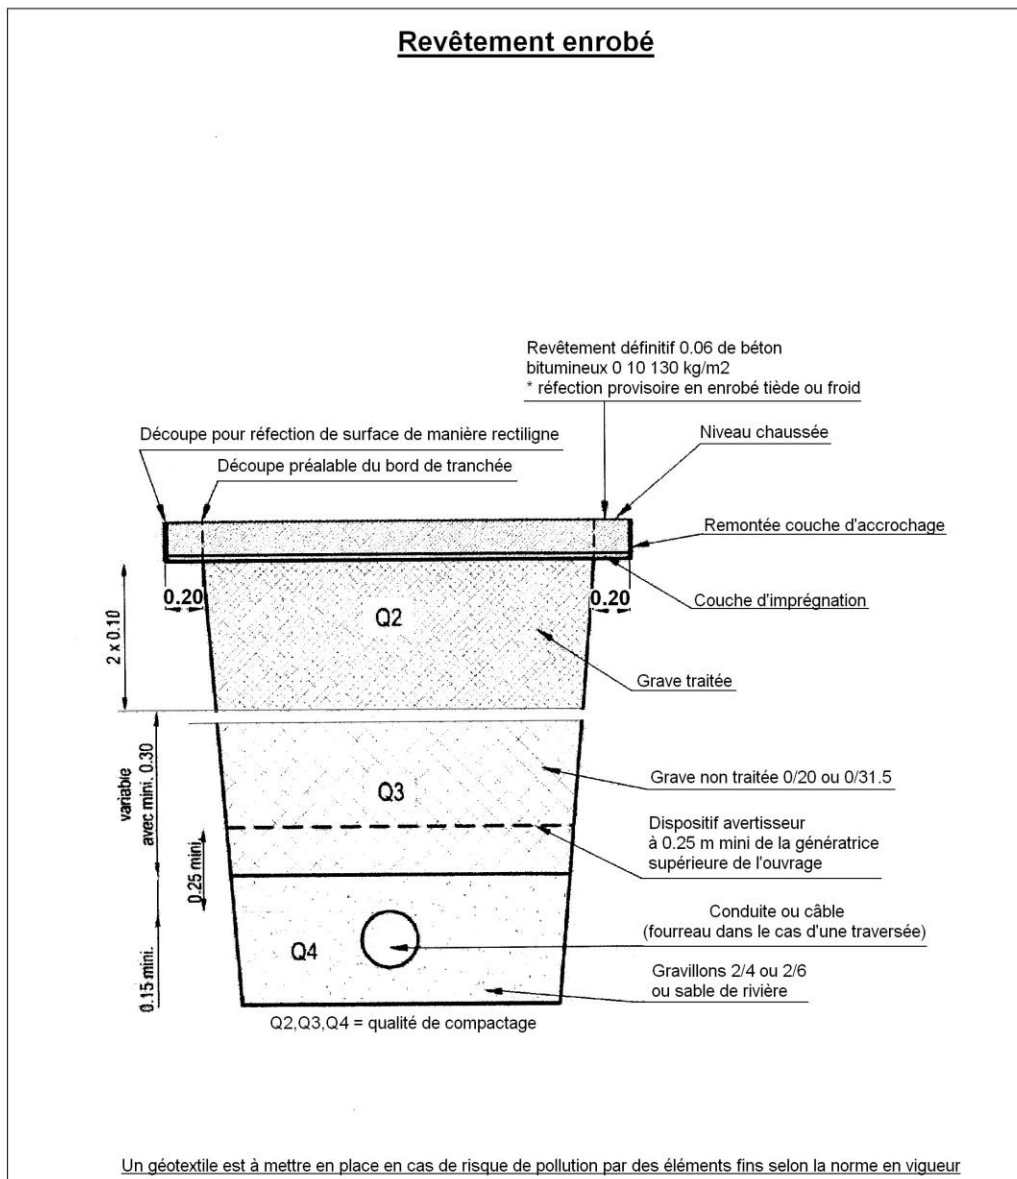 Revêtement enrobé
Revêtement définitif 0.06 de béton
bitumineux 0 10 130 kg/m2
* réfection provisoire en enrobé tiède ou froid
Découpe pour réfection de surface de manière rectiligne
Niveau chaussée
Découpe préalable du bord de tranchée
Remontée couche d'accrochage
0.20
0.20
Couche d'imprégnation
Q2
2 x 0.10
Grave traitée
variable
avec mini. 0.30
Q3
Grave non traitée 0/20 ou 0/31.5
Dispositif avertisseur
à 0.25 m mini de la génératrice
supérieure de l'ouvrage
0.25 mini.
Conduite ou câble
(fourreau dans le cas d'une traversée)
Q4
0.15 mini.
Gravillons 2/4 ou 2/6
ou sable de rivière
Q2,Q3,Q4 = qualité de compactage
Un géotextile est à mettre en place en cas de risque de pollution par des éléments fins selon la norme en vigueur